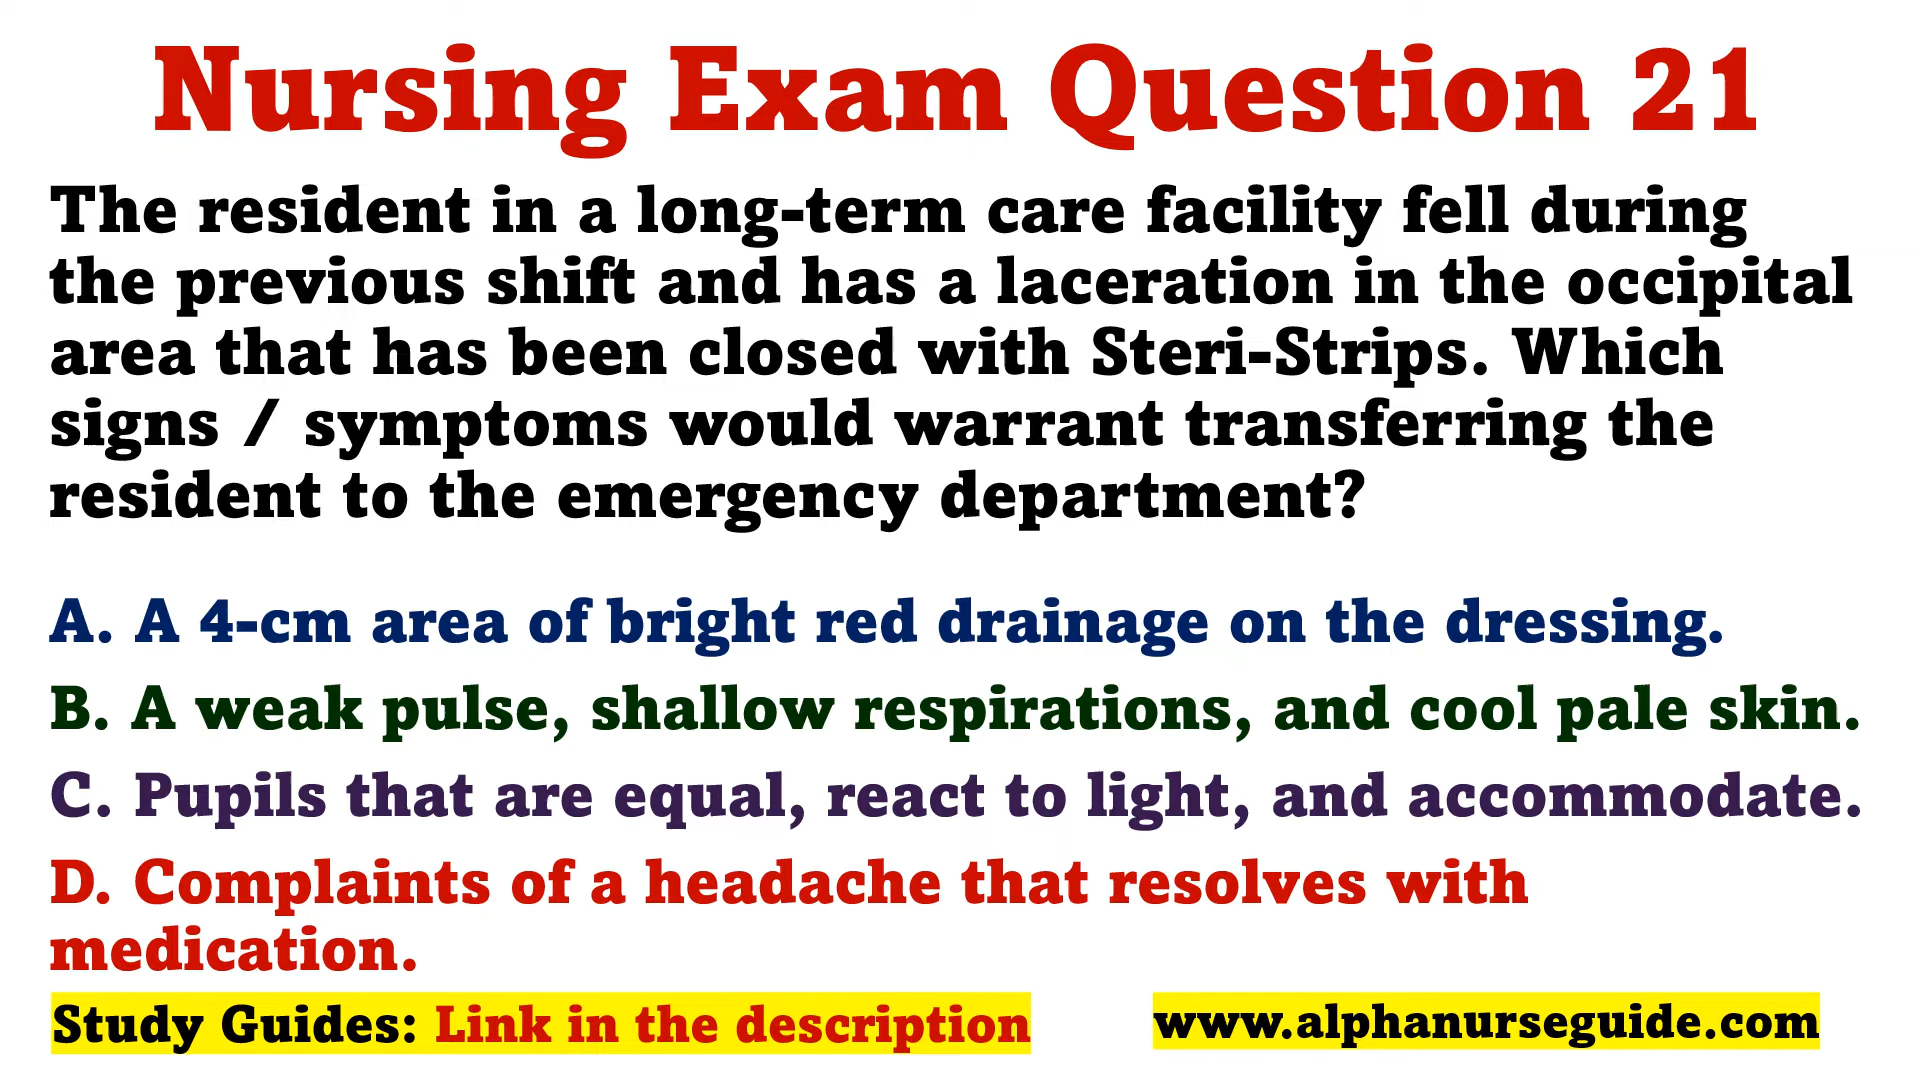 Nursing Exam Question 21
The resident in a long-term care facility fell during
the previous shift and has a laceration in the occipital
area that has been closed with Steri-Strips. Which
signs / symptoms would warrant transferring the
resident to the emergency department?
A. A 4-cm area of bright red drainage on the dressing.
B. A weak pulse, shallow respirations, and cool pale skin.
C. Pupils that are equal, react to light, and accommodate.
D. Complaints of a headache that resolves with
medication.
Study Guides: Link in the description
www.alphanurseguide.com